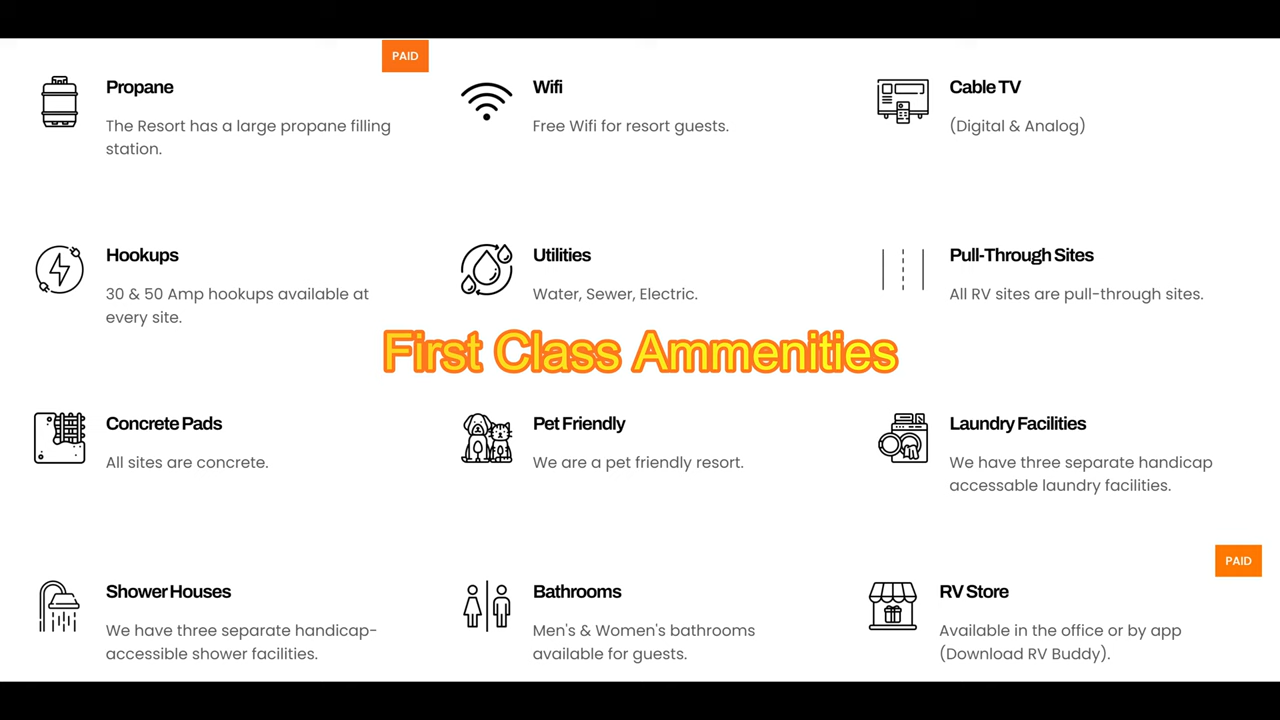 PAID
Propane
The Resort has a large propane filling
station.
Wifi
Free Wifi for resort guests.
Cable TV
(Digital & Analog)
Hookups
30 & 50 Amp hookups available at
every site.
Utilities
Water, Sewer, Electric.
Pull-Through Sites
All RV sites are pull-through sites.
First Class Ammenities
Concrete Pads
All sites are concrete.
Pet Friendly
We are a pet friendly resort.
Laundry Facilities
We have three separate handicap
accessable laundry facilities.
Shower Houses
We have three separate handicap-
accessible shower facilities.
Bathrooms
Men's & Women's bathrooms
available for guests.
PAID
RV Store
Available in the office or by app
(Download RV Buddy).